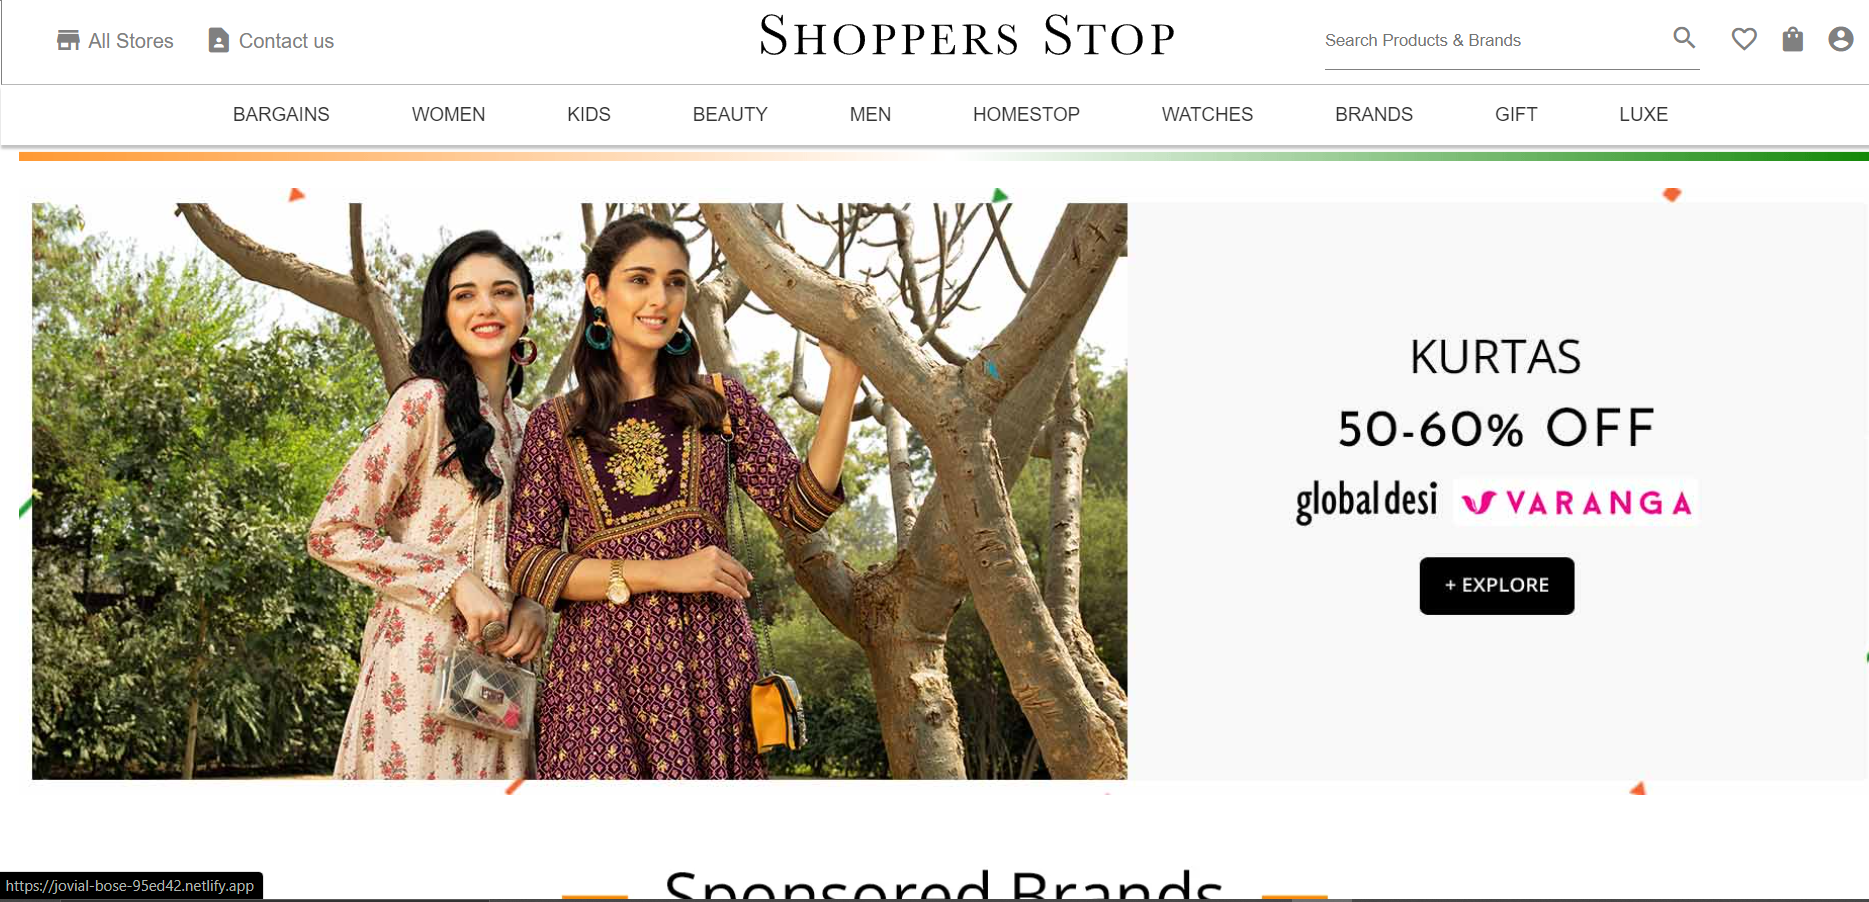 All Stores
Contact us
SHOPPERS STOP
Search Products & Brands
BARGAINS
WOMEN
KIDS
BEAUTY
MEN
HOMESTOP
WATCHES
BRANDS
GIFT
LUXE
KURTAS
50-60% OFF
global desi VARANGA
+ EXPLORE
Sponsored Brands
https://jovial-bose-95ed42.netlify.app